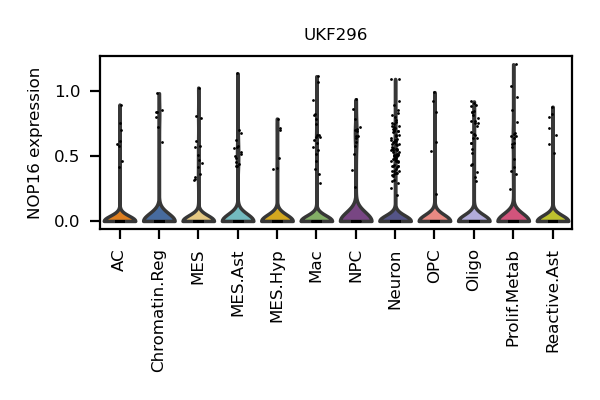 UKF296
NOP16 expression
1.0
0.5
0.0
AC
Chromatin.Reg
MES
MES.Ast
MES.Hyp
Mac
NPC
Neuron
OPC
Oligo
Prolif.Metab
Reactive.Ast